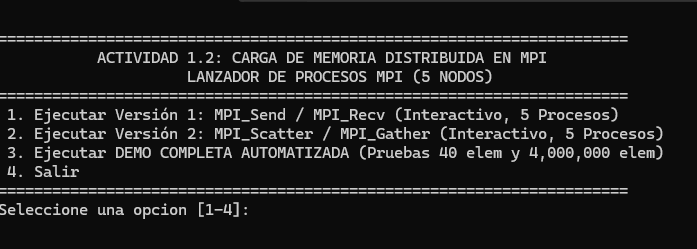 ======================================================================
ACTIVIDAD 1.2: CARGA DE MEMORIA DISTRIBUIDA EN MPI
LANZADOR DE PROCESOS MPI (5 NODOS)
======================================================================
1. Ejecutar Versión 1: MPI_Send / MPI_Recv (Interactivo, 5 Procesos)
2. Ejecutar Versión 2: MPI_Scatter / MPI_Gather (Interactivo, 5 Procesos)
3. Ejecutar DEMO COMPLETA AUTOMATIZADA (Pruebas 40 elem y 4,000,000 elem)
4. Salir
======================================================================
Seleccione una opcion [1-4]: